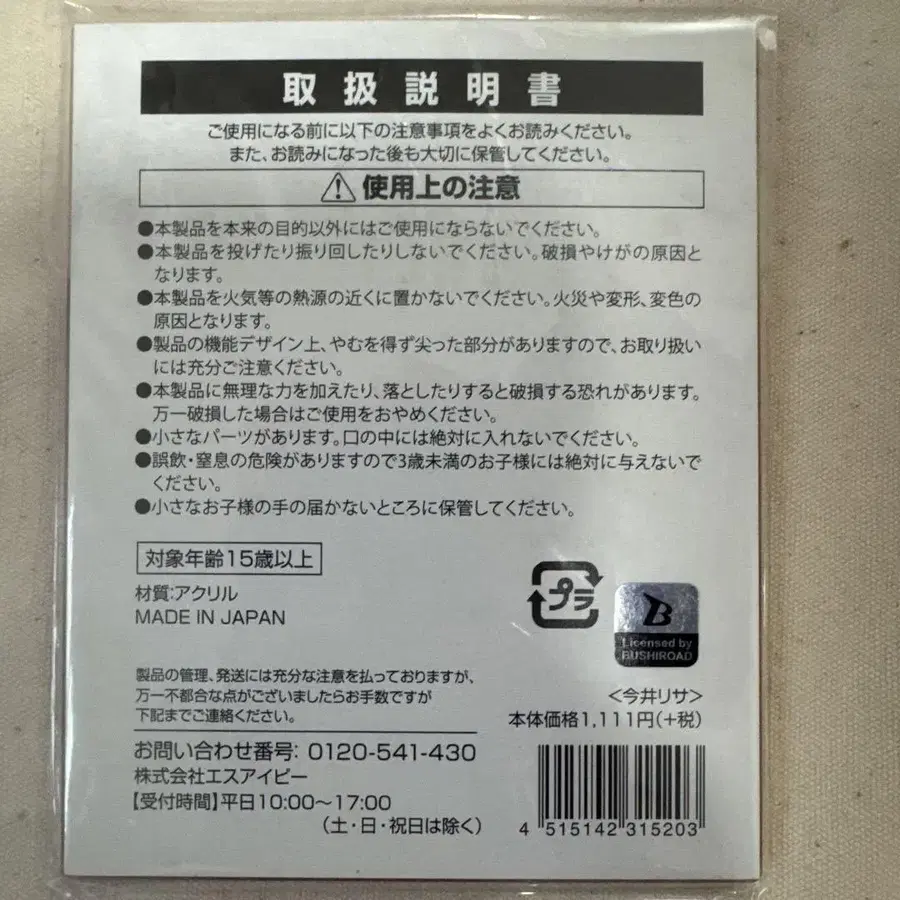 取扱説明書
ご使用になる前に以下の注意事項をよくお読みください。
また、お読みになった後も大切に保管してください。
使用上の注意
●本製品を本来の目的以外にはご使用にならないでください。
●本製品を投げたり振り回したりしないでください。破損やけがの原因と
なります。
●本製品を火気等の熱源の近くに置かないでください。火災や変形、変色の
原因となります。
●製品の機能デザイン上、やむを得ず尖った部分がありますので、お取り扱い
には充分ご注意ください。
●本製品に無理な力を加えたり、落としたりすると破損する恐れがあります。
万一破損した場合はご使用をおやめください。
●小さなパーツがあります。口の中には絶対に入れないでください。
●誤飲・窒息の危険がありますので3歳未満のお子様には絶対に与えないで
ください。
●小さなお子様の手の届かないところに保管してください。
対象年齢15歳以上
材質:アクリル
MADE IN JAPAN
プラ
B
Licensed by
BUSHIROAD
製品の管理、発送には充分な注意を払っておりますが、
万一不都合な点がございましたらお手数ですが
下記までご連絡ください。
<今井リサ>
本体価格1,111円(+税)
お問い合わせ番号: 0120-541-430
株式会社エスアイビー
【受付時間】平日10:00~17:00
(土・日・祝日は除く)
4 515142 315203